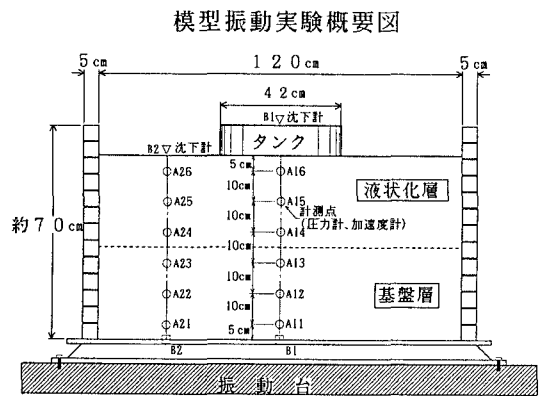 模型振動実験概要図
5cm 120cm 5cm
42cm
B1▽沈下計
B2▽沈下計
タンク
A26 5cm A16
液状化層
10cm
A25 A15
計測点
(圧力計、加速度計)
10cm
約70cm
A24 A14
10cm
A23 A13
10cm
基盤層
A22 A12
10cm
A21 5cm A11
B2 B1
振動台